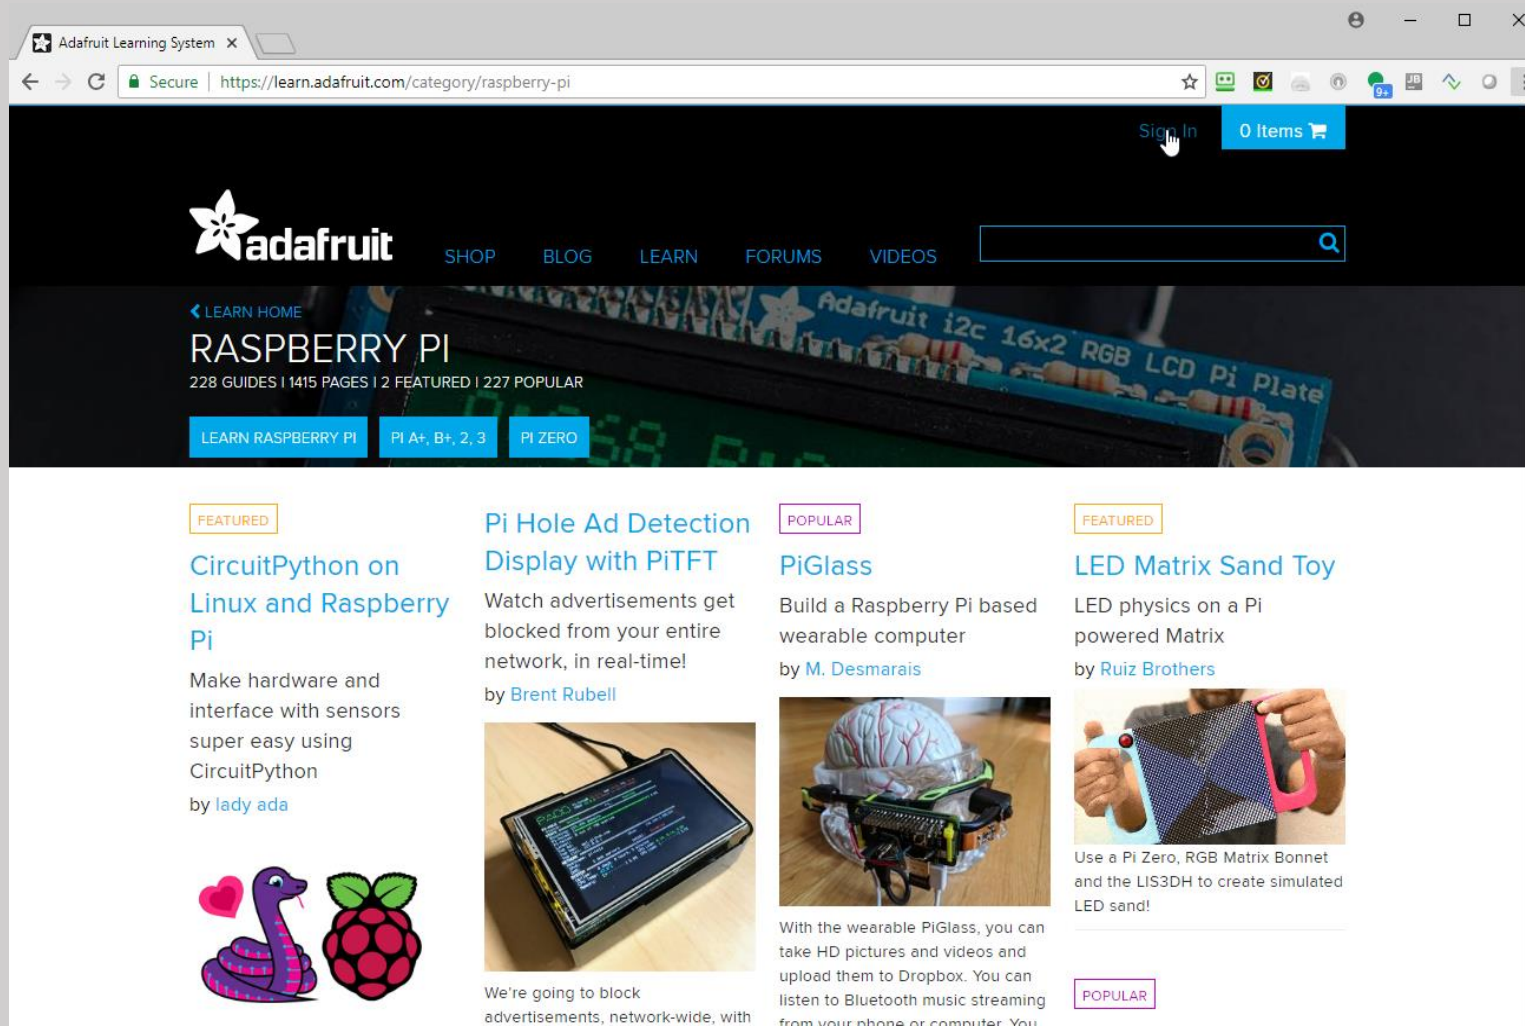 Adafruit Learning System
Secure | https://learn.adafruit.com/category/raspberry-pi
9+
JB
Sign In
0 Items
adafruit
SHOP BLOG LEARN FORUMS VIDEOS
Adafruit i2c 16x2 RGB LCD Pi Plate
LEARN HOME
RASPBERRY PI
228 GUIDES | 1415 PAGES | 2 FEATURED | 227 POPULAR
LEARN RASPBERRY PI
PI A+, B+, 2, 3
PI ZERO
FEATURED
CircuitPython on
Linux and Raspberry
Pi
Make hardware and
interface with sensors
super easy using
CircuitPython
by lady ada
Pi Hole Ad Detection
Display with PiTFT
Watch advertisements get
blocked from your entire
network, in real-time!
by Brent Rubell
We're going to block
advertisements, network-wide, with
POPULAR
PiGlass
Build a Raspberry Pi based
wearable computer
by M. Desmarais
With the wearable PiGlass, you can
take HD pictures and videos and
upload them to Dropbox. You can
listen to Bluetooth music streaming
from your phone or computer. You
FEATURED
LED Matrix Sand Toy
LED physics on a Pi
powered Matrix
by Ruiz Brothers
Use a Pi Zero, RGB Matrix Bonnet
and the LIS3DH to create simulated
LED sand!
POPULAR